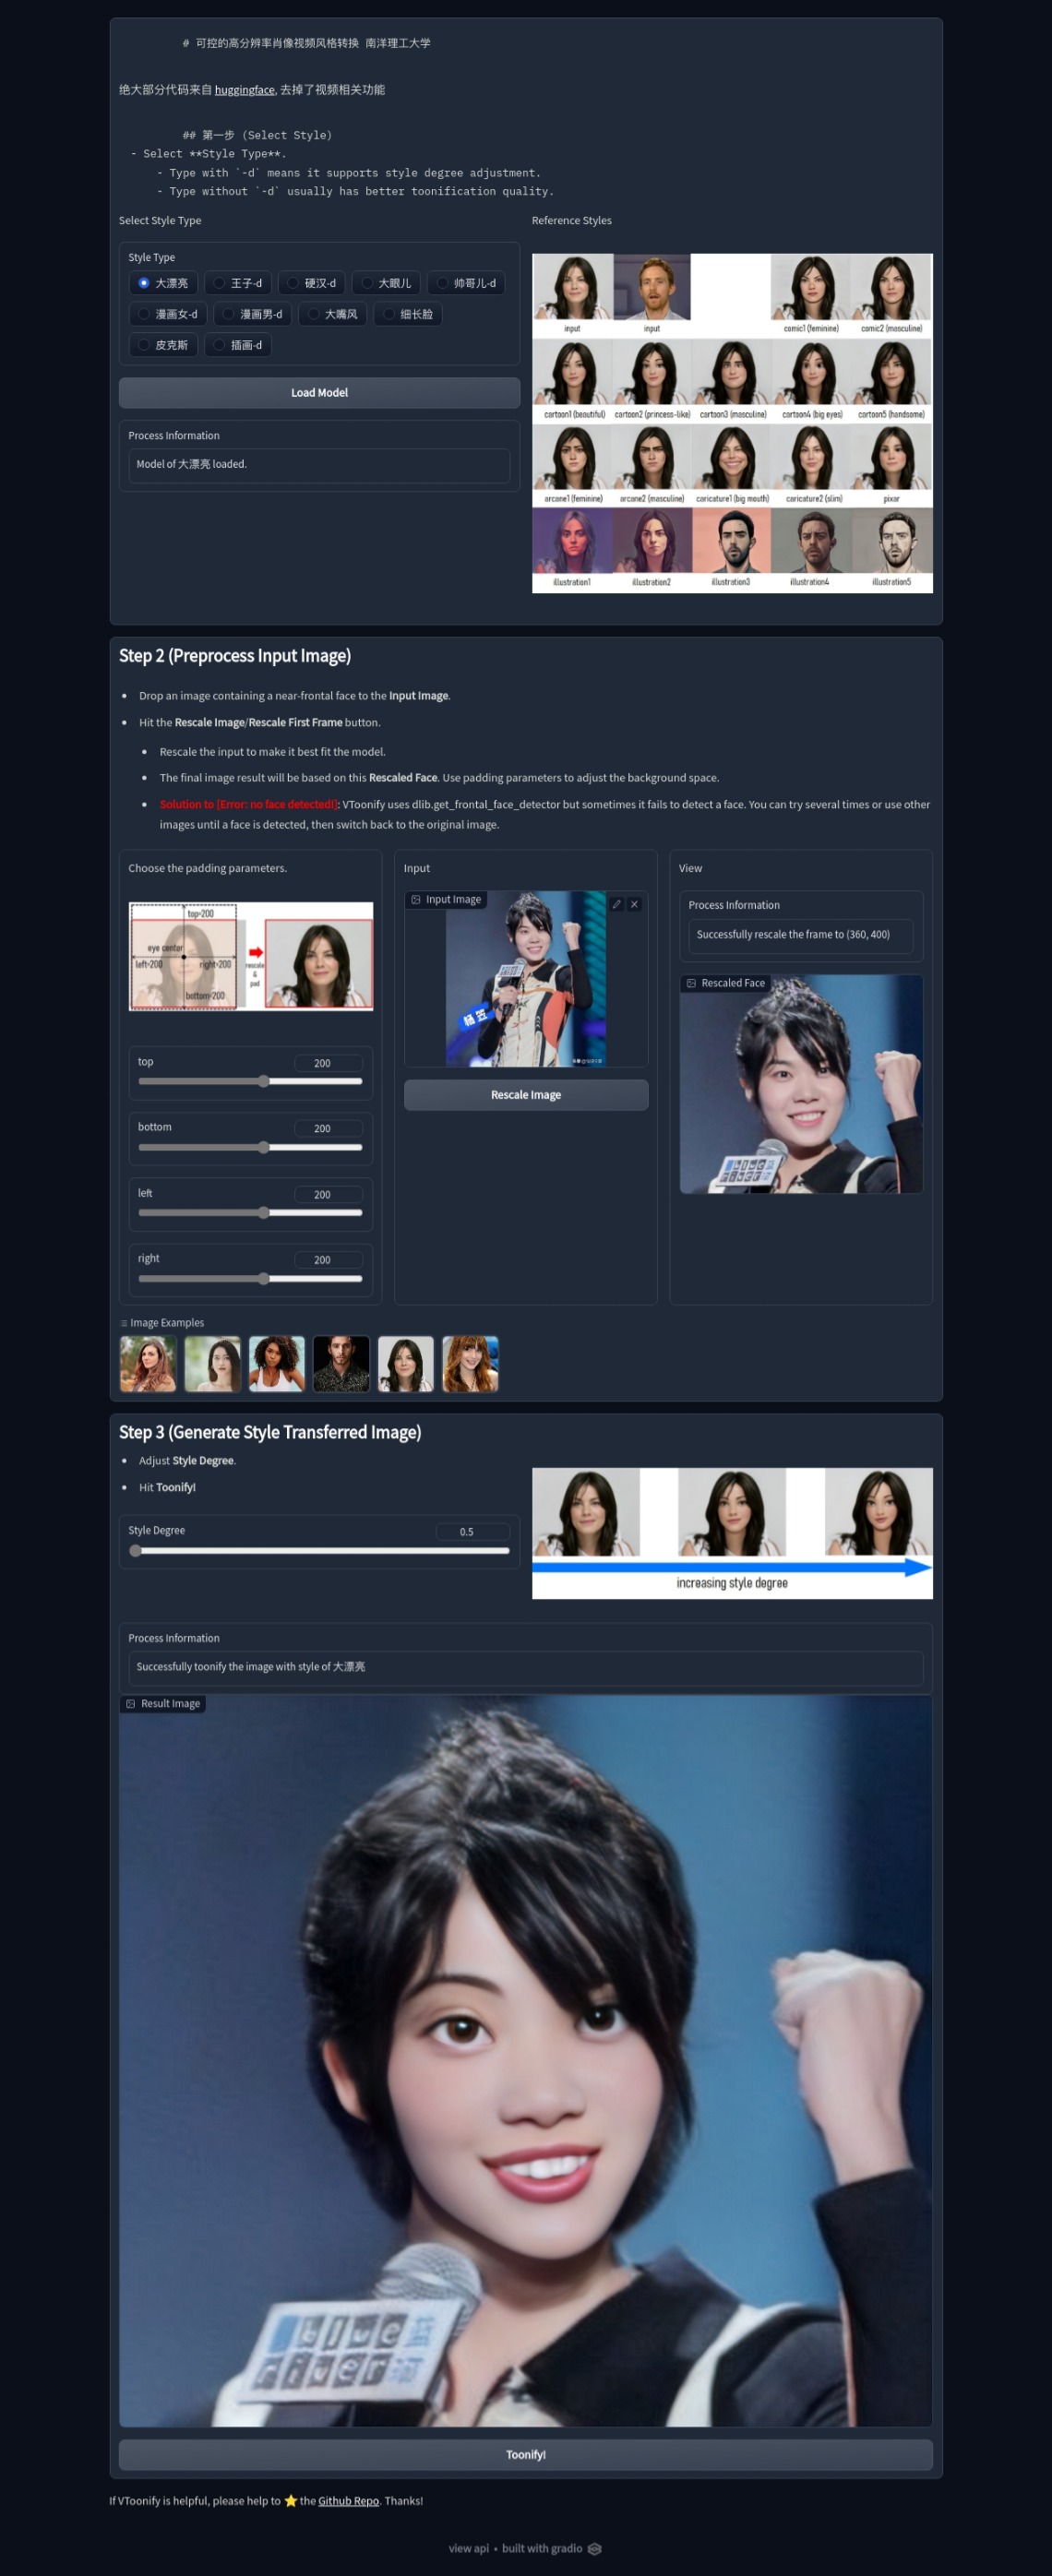 # 可控的高分辨率肖像视频风格转换 南洋理工大学
绝大部分代码来自 huggingface, 去掉了视频相关功能
## 第一步 (Select Style)
- Select **Style Type**.
- Type with `-d` means it supports style degree adjustment.
- Type without `-d` usually has better toonification quality.
Select Style Type
Style Type
大漂亮 王子-d 硬汉-d 大眼儿 帅哥儿-d
漫画女-d 漫画男-d 大嘴风 细长脸
皮克斯 插画-d
Load Model
Process Information
Model of 大漂亮 loaded.
Reference Styles
input input comic1 (feminine) comic2 (masculine)
cartoon1 (beautiful) cartoon2 (princess-like) cartoon3 (masculine) cartoon4 (big eyes) cartoon5 (handsome)
arcane1 (feminine) arcane2 (masculine) caricature1 (big mouth) caricature2 (slim) pixar
illustration1 illustration2 illustration3 illustration4 illustration5
Step 2 (Preprocess Input Image)
Drop an image containing a near-frontal face to the Input Image.
Hit the Rescale Image/Rescale First Frame button.
Rescale the input to make it best fit the model.
The final image result will be based on this Rescaled Face. Use padding parameters to adjust the background space.
Solution to [Error: no face detected!]: VToonify uses dlib.get_frontal_face_detector but sometimes it fails to detect a face. You can try several times or use other
images until a face is detected, then switch back to the original image.
Choose the padding parameters.
top=200
eye center
left=200 right=200
bottom=200
rescale
&
pad
top 200
bottom 200
left 200
right 200
Input
Input Image
杨笠
Rescale Image
View
Process Information
Successfully rescale the frame to (360, 400)
Rescaled Face
blue
river
Image Examples
Step 3 (Generate Style Transferred Image)
Adjust Style Degree.
Hit Toonify!
Style Degree 0.5
increasing style degree
Process Information
Successfully toonify the image with style of 大漂亮
Result Image
blue
river
Toonify!
If VToonify is helpful, please help to ⭐ the Github Repo. Thanks!
view api • built with gradio